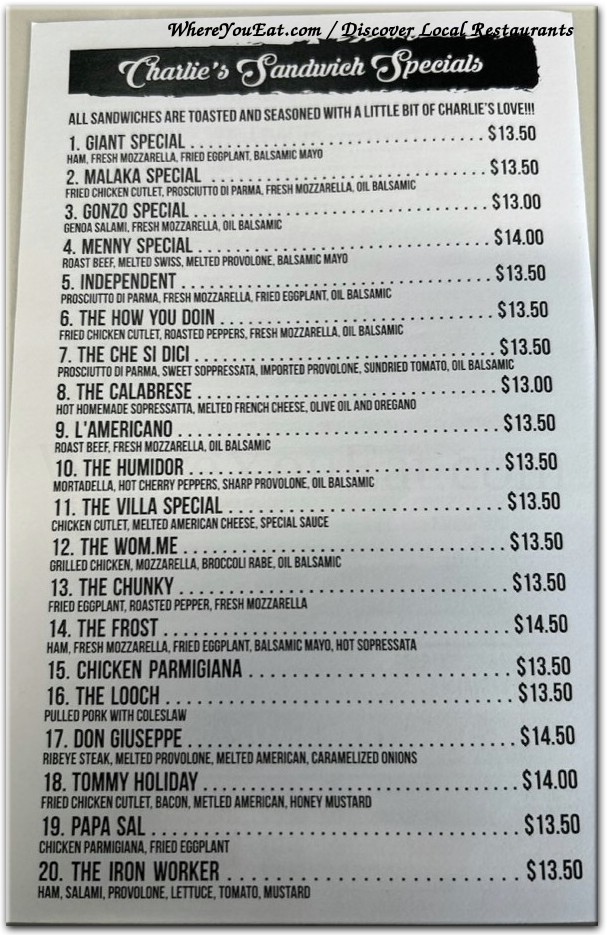 WhereYouEat.com / Discover Local Restaurants
Charlie's Sandwich Specials
ALL SANDWICHES ARE TOASTED AND SEASONED WITH A LITTLE BIT OF CHARLIE'S LOVE!!!
1. GIANT SPECIAL . . . . . . . . . . . . . . . . . . . . . . . . . . . . . . . $13.50
HAM, FRESH MOZZARELLA, FRIED EGGPLANT, BALSAMIC MAYO
2. MALAKA SPECIAL . . . . . . . . . . . . . . . . . . . . . . . . . . . . . $13.50
FRIED CHICKEN CUTLET, PROSCIUTTO DI PARMA, FRESH MOZZARELLA, OIL BALSAMIC
3. GONZO SPECIAL . . . . . . . . . . . . . . . . . . . . . . . . . . . . . . $13.00
GENOA SALAMI, FRESH MOZZARELLA, OIL BALSAMIC
4. MENNY SPECIAL . . . . . . . . . . . . . . . . . . . . . . . . . . . . . . $14.00
ROAST BEEF, MELTED SWISS, MELTED PROVOLONE, BALSAMIC MAYO
5. INDEPENDENT . . . . . . . . . . . . . . . . . . . . . . . . . . . . . . . . $13.50
PROSCIUTTO DI PARMA, FRESH MOZZARELLA, FRIED EGGPLANT, OIL BALSAMIC
6. THE HOW YOU DOIN . . . . . . . . . . . . . . . . . . . . . . . . . . . $13.50
FRIED CHICKEN CUTLET, ROASTED PEPPERS, FRESH MOZZARELLA, OIL BALSAMIC
7. THE CHE SI DICI . . . . . . . . . . . . . . . . . . . . . . . . . . . . . . $13.50
PROSCIUTTO DI PARMA, SWEET SOPPRESSATA, IMPORTED PROVOLONE, SUNDRIED TOMATO, OIL BALSAMIC
8. THE CALABRESE . . . . . . . . . . . . . . . . . . . . . . . . . . . . . . $13.00
HOT HOMEMADE SOPRESSATTA, MELTED FRENCH CHEESE, OLIVE OIL AND OREGANO
9. L'AMERICANO . . . . . . . . . . . . . . . . . . . . . . . . . . . . . . . . $13.50
ROAST BEEF, FRESH MOZZARELLA, OIL BALSAMIC
10. THE HUMIDOR . . . . . . . . . . . . . . . . . . . . . . . . . . . . . . . $13.50
MORTADELLA, HOT CHERRY PEPPERS, SHARP PROVOLONE, OIL BALSAMIC
11. THE VILLA SPECIAL . . . . . . . . . . . . . . . . . . . . . . . . . . . $13.50
CHICKEN CUTLET, MELTED AMERICAN CHEESE, SPECIAL SAUCE
12. THE WOM.ME . . . . . . . . . . . . . . . . . . . . . . . . . . . . . . . . $13.50
GRILLED CHICKEN, MOZZARELLA, BROCCOLI RABE, OIL BALSAMIC
13. THE CHUNKY . . . . . . . . . . . . . . . . . . . . . . . . . . . . . . . . $13.50
FRIED EGGPLANT, ROASTED PEPPER, FRESH MOZZARELLA
14. THE FROST . . . . . . . . . . . . . . . . . . . . . . . . . . . . . . . . . $14.50
HAM, FRESH MOZZARELLA, FRIED EGGPLANT, BALSAMIC MAYO, HOT SOPRESSATA
15. CHICKEN PARMIGIANA . . . . . . . . . . . . . . . . . . . . . . . . . $13.50
16. THE LOOCH . . . . . . . . . . . . . . . . . . . . . . . . . . . . . . . . . $13.50
PULLED PORK WITH COLESLAW
17. DON GIUSEPPE . . . . . . . . . . . . . . . . . . . . . . . . . . . . . . . $14.50
RIBEYE STEAK, MELTED PROVOLONE, MELTED AMERICAN, CARAMELIZED ONIONS
18. TOMMY HOLIDAY . . . . . . . . . . . . . . . . . . . . . . . . . . . . . . $14.00
FRIED CHICKEN CUTLET, BACON, METLED AMERICAN, HONEY MUSTARD
19. PAPA SAL . . . . . . . . . . . . . . . . . . . . . . . . . . . . . . . . . . $13.50
CHICKEN PARMIGIANA, FRIED EGGPLANT
20. THE IRON WORKER . . . . . . . . . . . . . . . . . . . . . . . . . . . . $13.50
HAM, SALAMI, PROVOLONE, LETTUCE, TOMATO, MUSTARD